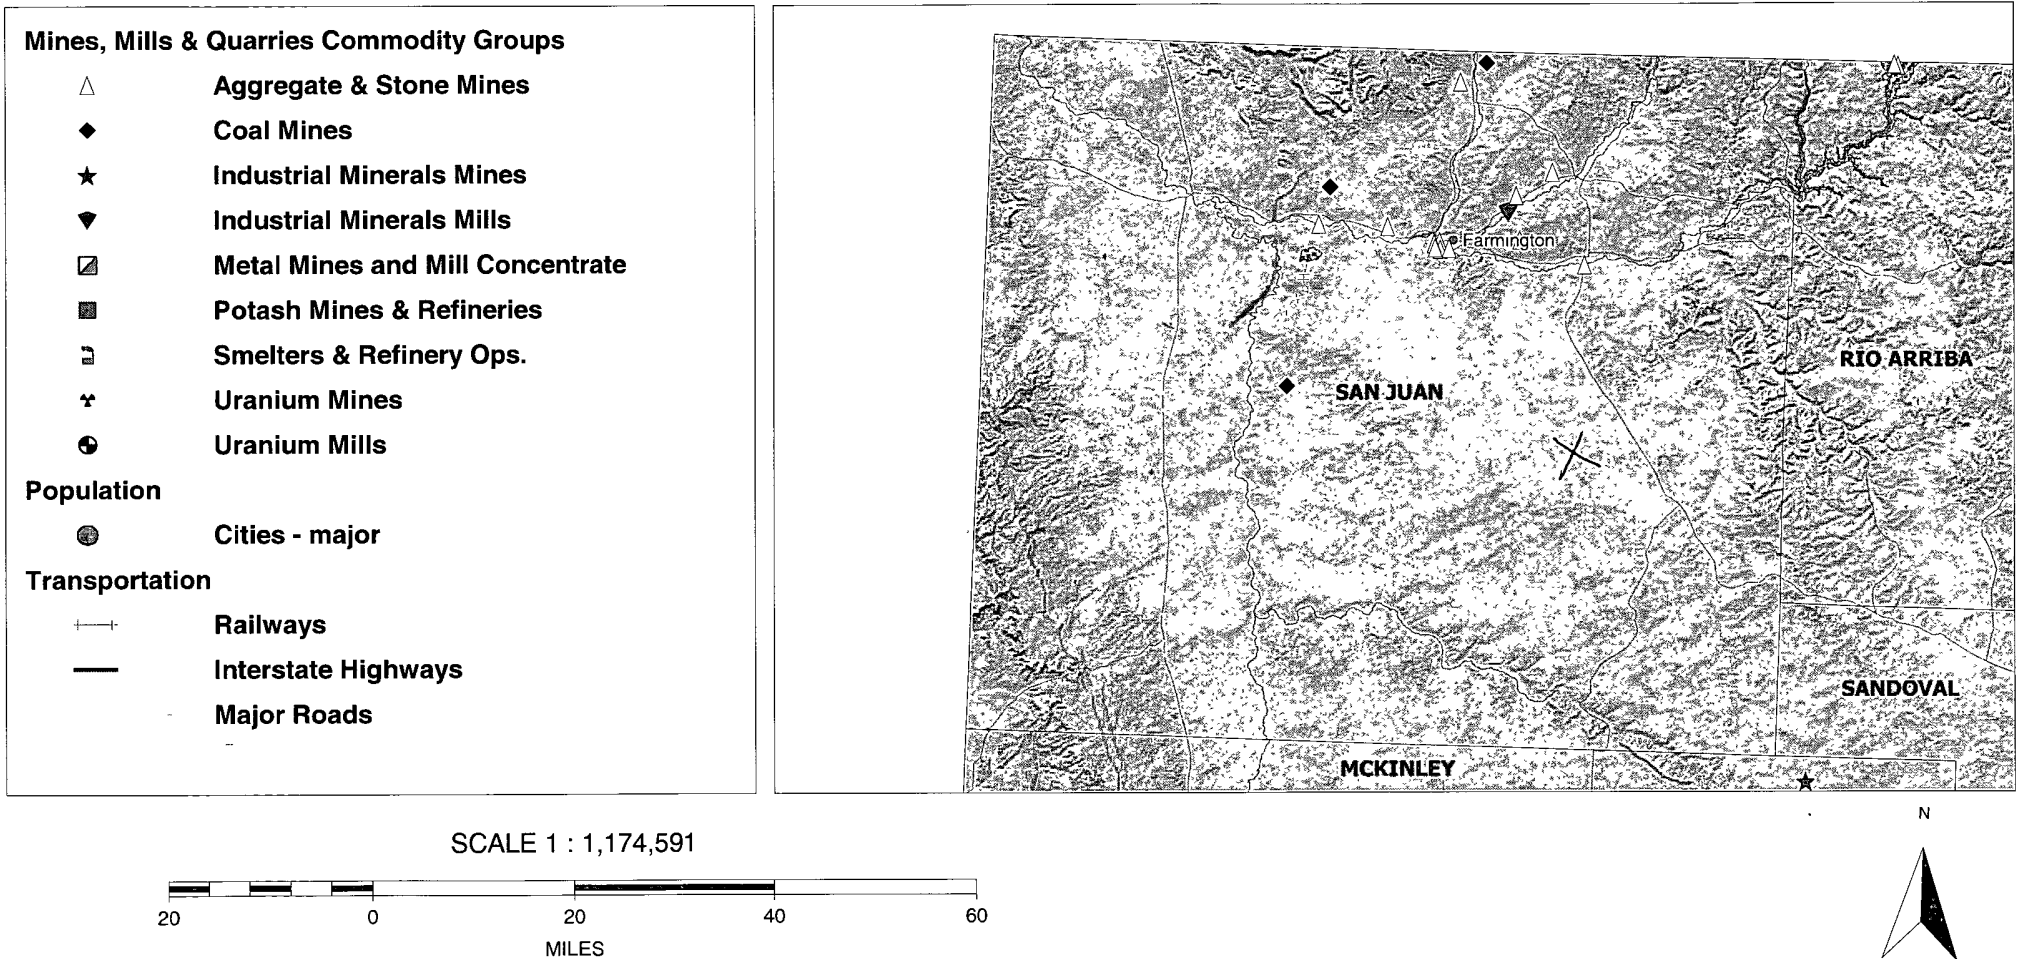 Mines, Mills & Quarries Commodity Groups
Aggregate & Stone Mines
Coal Mines
Industrial Minerals Mines
Industrial Minerals Mills
Metal Mines and Mill Concentrate
Potash Mines & Refineries
Smelters & Refinery Ops.
Uranium Mines
Uranium Mills
Population
Cities - major
Transportation
Railways
Interstate Highways
Major Roads
Farmington
RIO ARRIBA
SAN JUAN
SANDOVAL
MCKINLEY
N
SCALE 1 : 1,174,591
20 0 20 40 60
MILES